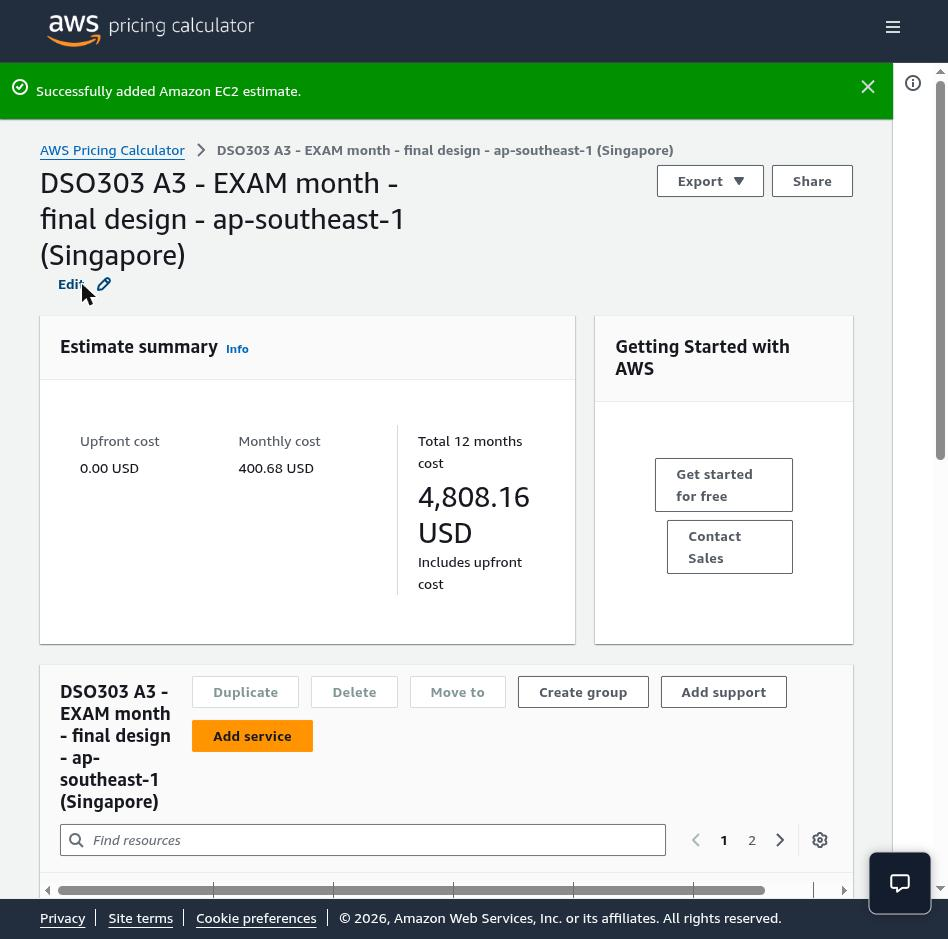 aws pricing calculator
Successfully added Amazon EC2 estimate.
AWS Pricing Calculator > DSO303 A3 - EXAM month - final design - ap-southeast-1 (Singapore)
DSO303 A3 - EXAM month -
final design - ap-southeast-1
(Singapore)
Export
Share
Edit
Estimate summary Info
Upfront cost
0.00 USD
Monthly cost
400.68 USD
Total 12 months
cost
4,808.16
USD
Includes upfront
cost
Getting Started with
AWS
Get started
for free
Contact
Sales
DSO303 A3 -
EXAM month
- final design
- ap-
southeast-1
(Singapore)
Duplicate
Delete
Move to
Create group
Add support
Add service
Find resources
1 2
Privacy
Site terms
Cookie preferences
© 2026, Amazon Web Services, Inc. or its affiliates. All rights reserved.